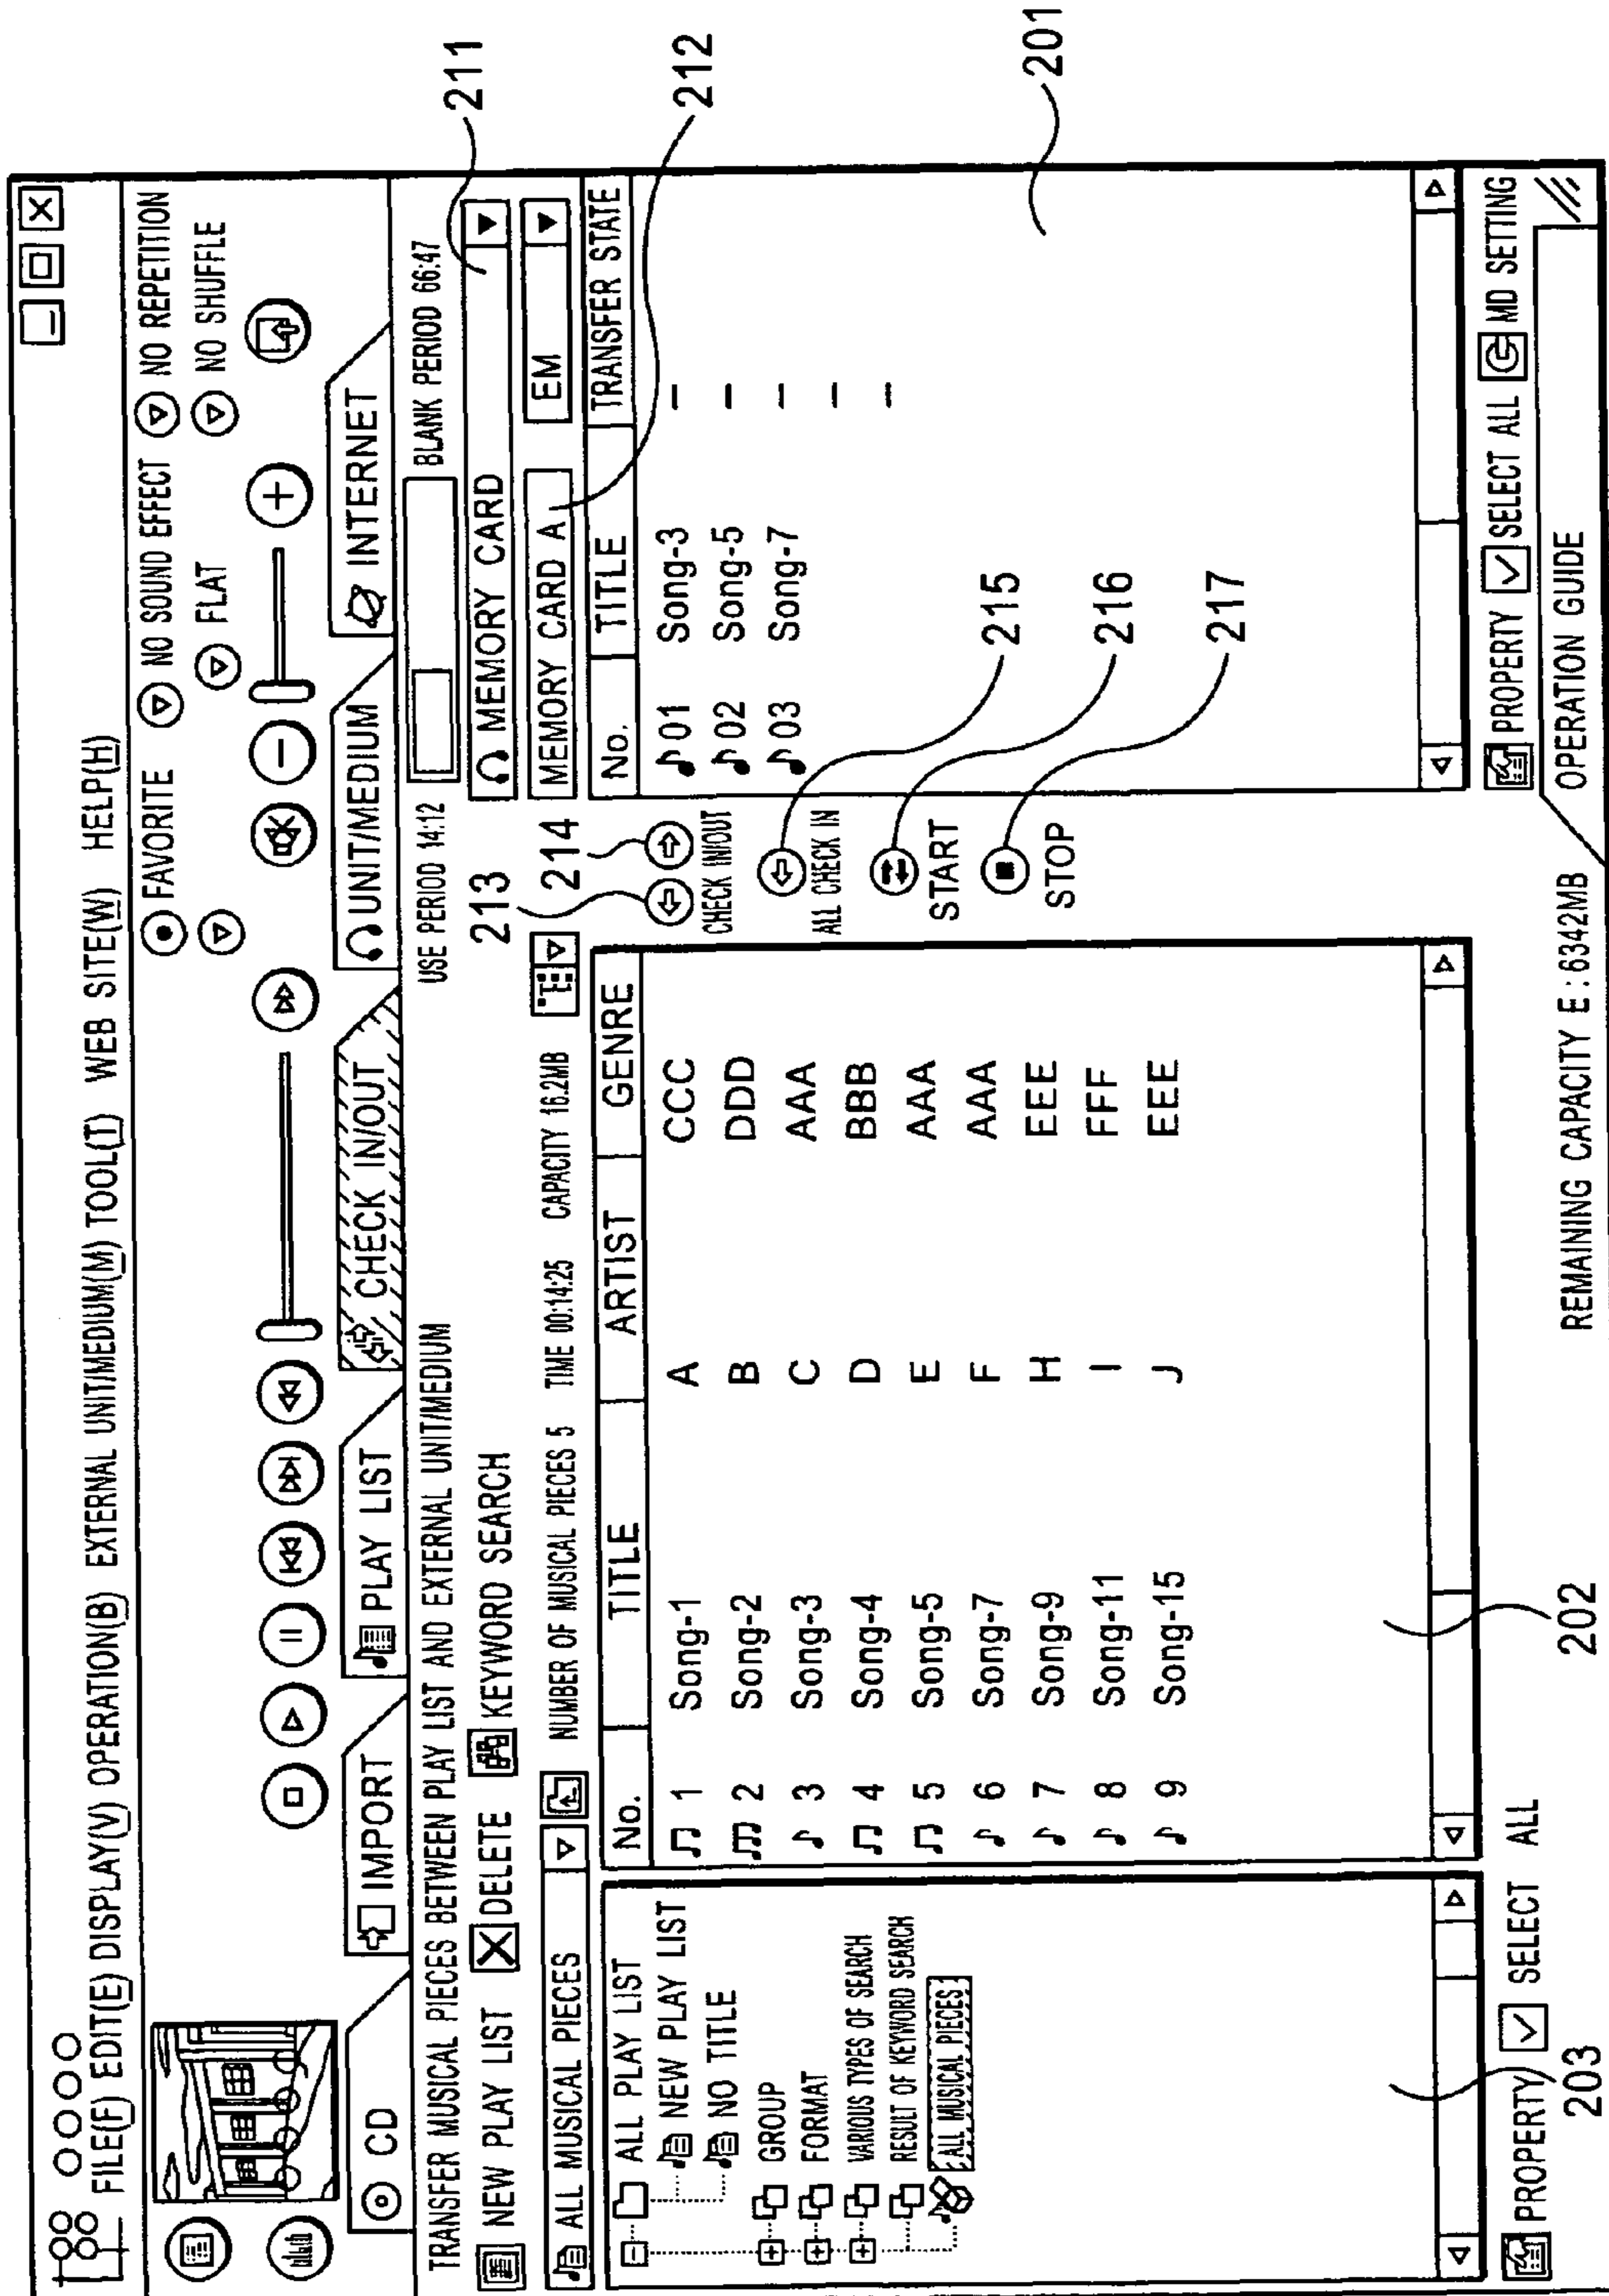 ○○○○
FILE(F) EDIT(E) DISPLAY(V) OPERATION(B) EXTERNAL UNIT/MEDIUM(M) TOOL(T) WEB SITE(W) HELP(H)
FAVORITE NO SOUND EFFECT NO REPETITION
FLAT NO SHUFFLE
CD IMPORT PLAY LIST CHECK IN/OUT UNIT/MEDIUM INTERNET
TRANSFER MUSICAL PIECES BETWEEN PLAY LIST AND EXTERNAL UNIT/MEDIUM
USE PERIOD 14:12 BLANK PERIOD 66:47
NEW PLAY LIST DELETE KEYWORD SEARCH
MEMORY CARD
211
ALL MUSICAL PIECES
NUMBER OF MUSICAL PIECES 5 TIME 00:14:25 CAPACITY 16.2MB
MEMORY CARD A EM
212
213
214
ALL PLAY LIST
NEW PLAY LIST
NO TITLE
GROUP
FORMAT
VARIOUS TYPES OF SEARCH
RESULT OF KEYWORD SEARCH
ALL MUSICAL PIECES
No. TITLE ARTIST GENRE
1 Song-1 A CCC
2 Song-2 B DDD
3 Song-3 C AAA
4 Song-4 D BBB
5 Song-5 E AAA
6 Song-7 F AAA
7 Song-9 H EEE
8 Song-11 I FFF
9 Song-15 J EEE
CHECK IN/OUT
ALL CHECK IN
START
STOP
No. TITLE TRANSFER STATE
01 Song-3 –
02 Song-5 –
03 Song-7 –
–
–
215
216
217
201
202
203
PROPERTY SELECT ALL
PROPERTY SELECT ALL MD SETTING
REMAINING CAPACITY E:6342MB
OPERATION GUIDE